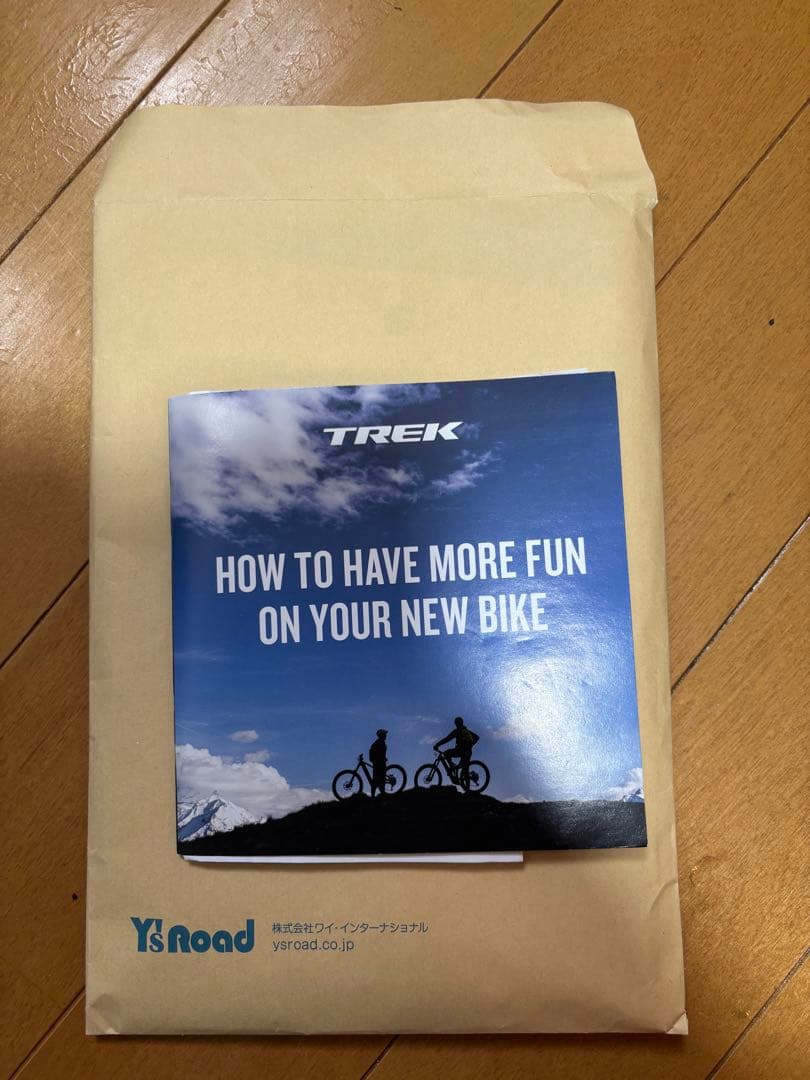 TREK
HOW TO HAVE MORE FUN
ON YOUR NEW BIKE
Y'sRoad
株式会社ワイ・インターナショナル
ysroad.co.jp